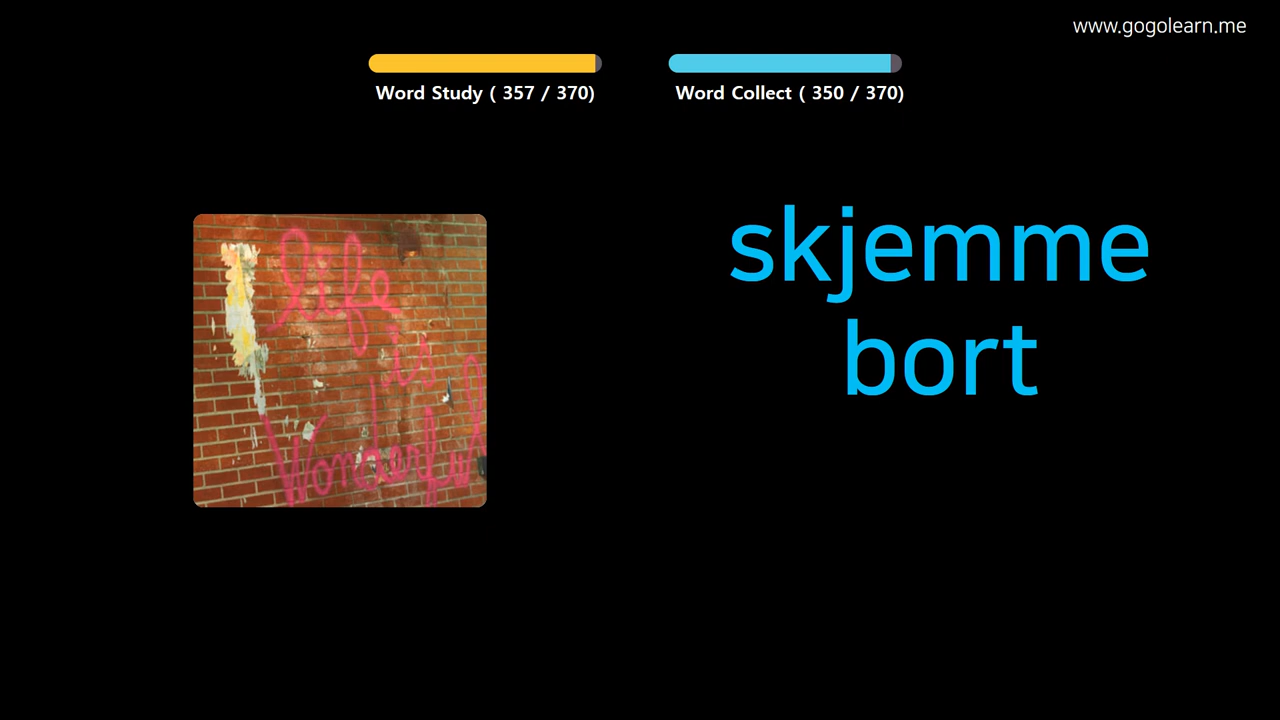 www.gogolearn.me
Word Study ( 357 / 370)
Word Collect ( 350 / 370)
skjemme
bort
life
is
Wonderful